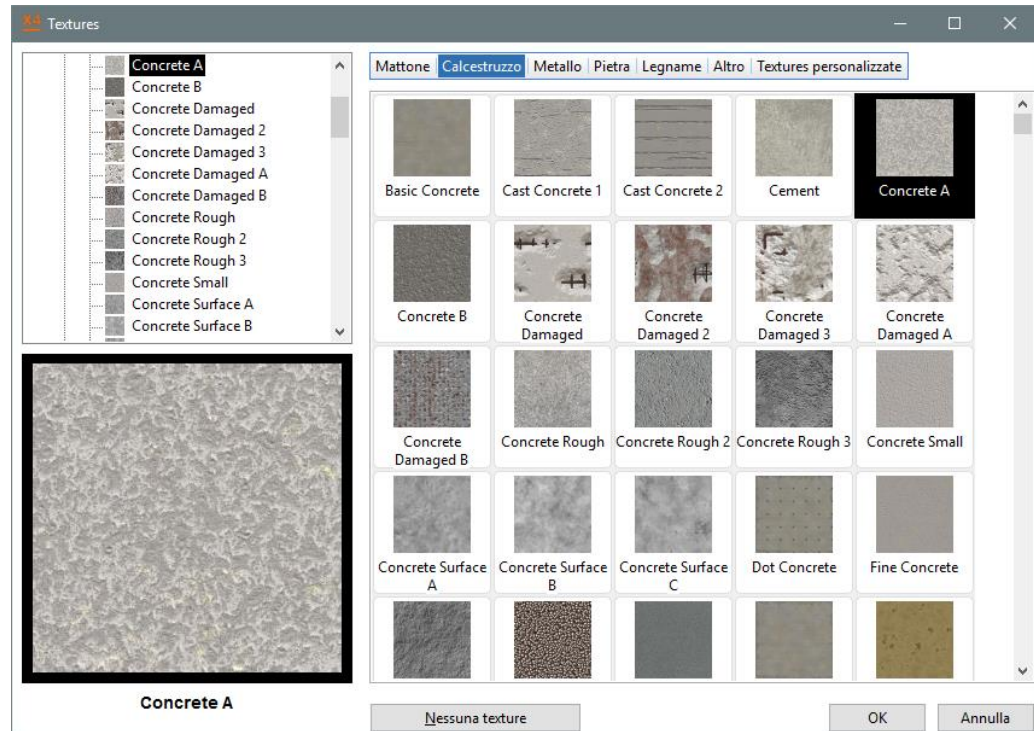 X4 Textures
Concrete A
Concrete B
Concrete Damaged
Concrete Damaged 2
Concrete Damaged 3
Concrete Damaged A
Concrete Damaged B
Concrete Rough
Concrete Rough 2
Concrete Rough 3
Concrete Small
Concrete Surface A
Concrete Surface B
Concrete A
Mattone Calcestruzzo Metallo Pietra Legname Altro Textures personalizzate
Basic Concrete Cast Concrete 1 Cast Concrete 2 Cement Concrete A
Concrete B Concrete Concrete Concrete Concrete
Damaged Damaged 2 Damaged 3 Damaged A
Concrete Concrete Rough Concrete Rough 2 Concrete Rough 3 Concrete Small
Damaged B
Concrete Surface Concrete Surface Concrete Surface Dot Concrete Fine Concrete
A B C
Nessuna texture OK Annulla